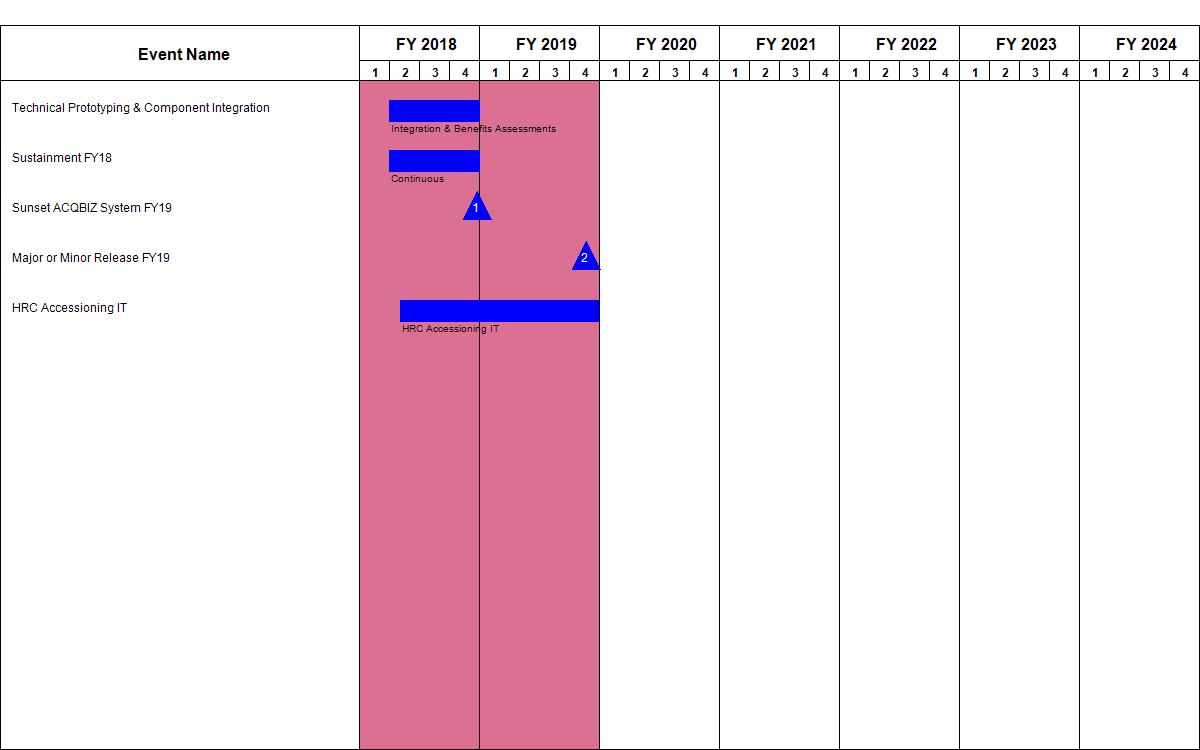 Event Name
FY 2018 FY 2019 FY 2020 FY 2021 FY 2022 FY 2023 FY 2024
1 2 3 4 1 2 3 4 1 2 3 4 1 2 3 4 1 2 3 4 1 2 3 4 1 2 3 4
Technical Prototyping & Component Integration
Integration & Benefits Assessments
Sustainment FY18
Continuous
Sunset ACQBIZ System FY19
1
Major or Minor Release FY19
2
HRC Accessioning IT
HRC Accessioning IT